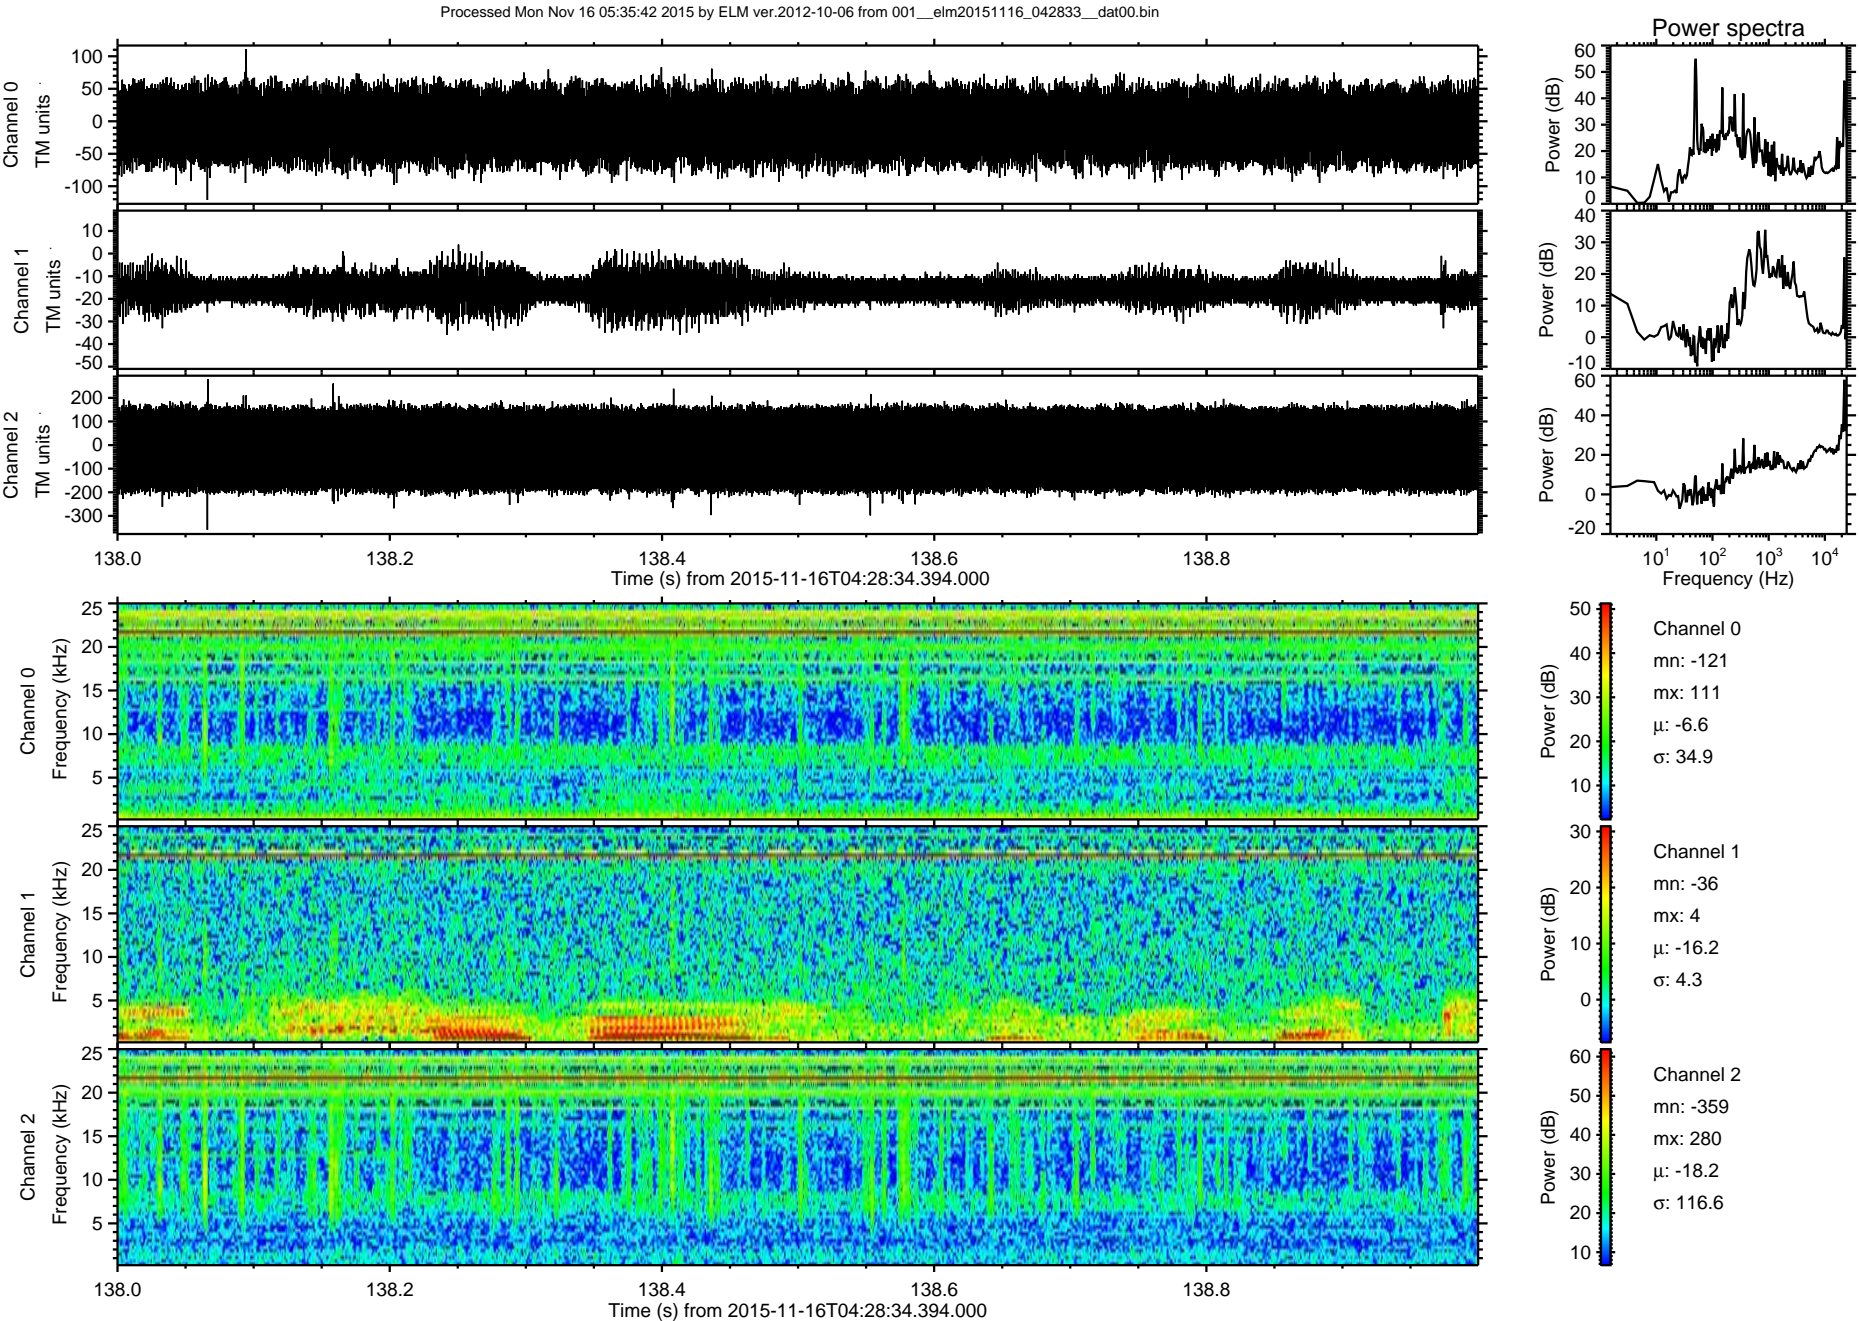 Processed Mon Nov 16 05:35:42 2015 by ELM ver.2012-10-06 from 001__elm20151116_042833__dat00.bin
Power spectra
Channel 0
TM units
100
50
0
-50
-100
Power (dB)
60
50
40
30
20
10
0
Channel 1
TM units
10
0
-10
-20
-30
-40
-50
Power (dB)
40
30
20
10
0
-10
Channel 2
TM units
200
100
0
-100
-200
-300
Power (dB)
60
40
20
0
-20
138.0 138.2 138.4 138.6 138.8
Time (s) from 2015-11-16T04:28:34.394.000
10¹ 10² 10³ 10⁴
Frequency (Hz)
Channel 0
Frequency (kHz)
25
20
15
10
5
Power (dB)
50
40
30
20
10
Channel 0
mn: -121
mx: 111
μ: -6.6
σ: 34.9
Channel 1
Frequency (kHz)
25
20
15
10
5
Power (dB)
30
20
10
0
Channel 1
mn: -36
mx: 4
μ: -16.2
σ: 4.3
Channel 2
Frequency (kHz)
25
20
15
10
5
Power (dB)
60
50
40
30
20
10
Channel 2
mn: -359
mx: 280
μ: -18.2
σ: 116.6
138.0 138.2 138.4 138.6 138.8
Time (s) from 2015-11-16T04:28:34.394.000